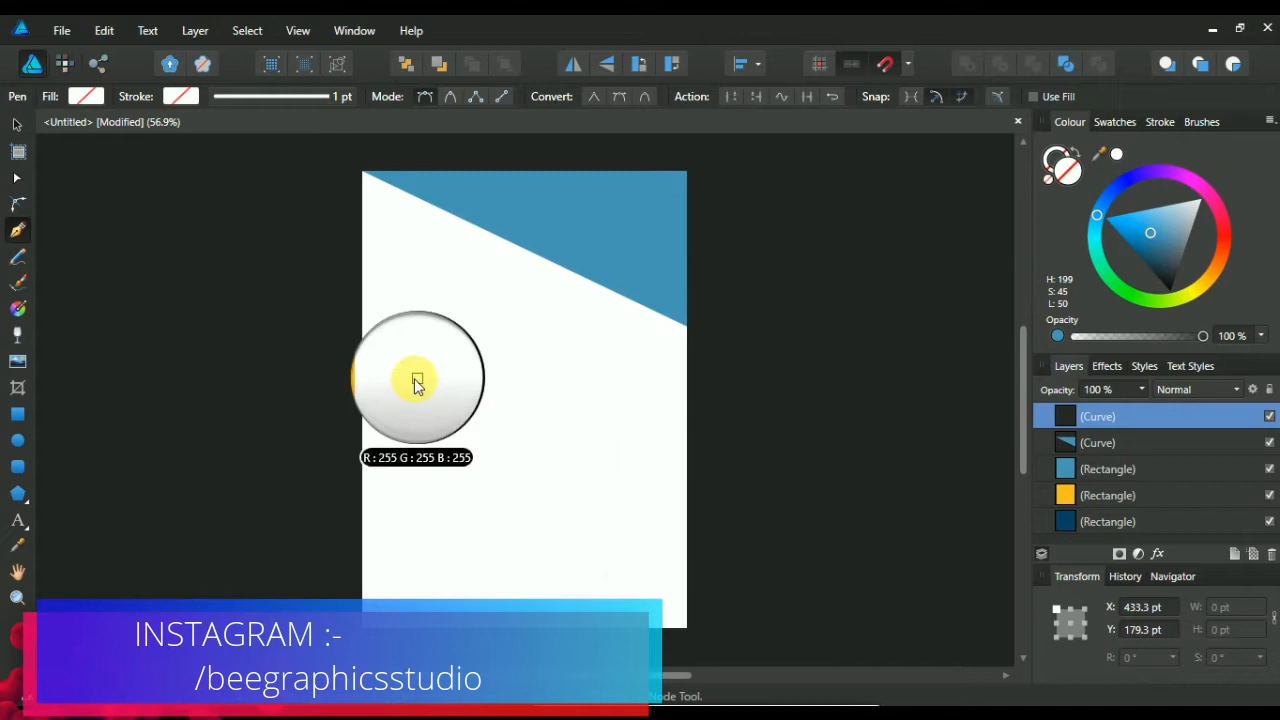 File Edit Text Layer Select View Window Help
Pen Fill: Stroke: 1 pt Mode: Convert: Action: Snap: Use Fill
<Untitled> [Modified] (56.9%)
Colour Swatches Stroke Brushes
H: 199
S: 45
L: 50
Opacity
100 %
Layers Effects Styles Text Styles
Opacity: 100 % Normal
(Curve)
(Curve)
(Rectangle)
(Rectangle)
(Rectangle)
R : 255 G : 255 B : 255
Transform History Navigator
X: 433.3 pt W: 0 pt
Y: 179.3 pt H: 0 pt
R: 0 ° S: 0 °
Node Tool.
INSTAGRAM :-
/beegraphicsstudio